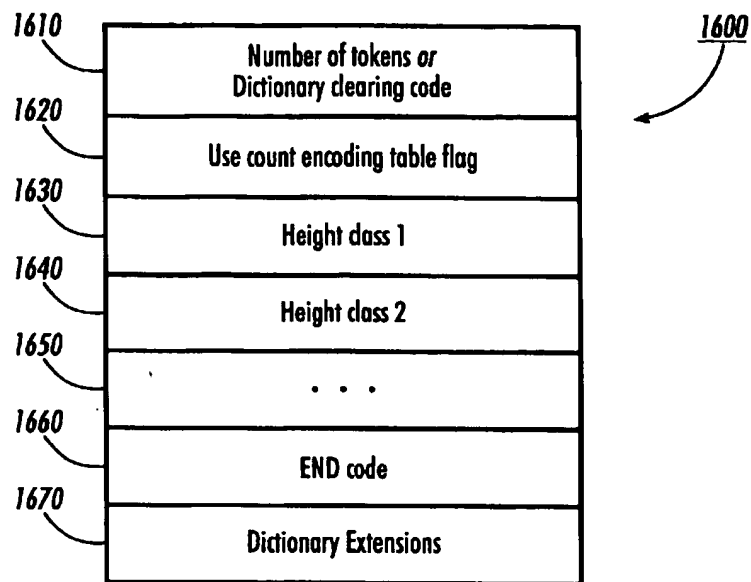 1610
Number of tokens or
Dictionary clearing code
1600
1620
Use count encoding table flag
1630
Height class 1
1640
Height class 2
1650
. . .
1660
END code
1670
Dictionary Extensions